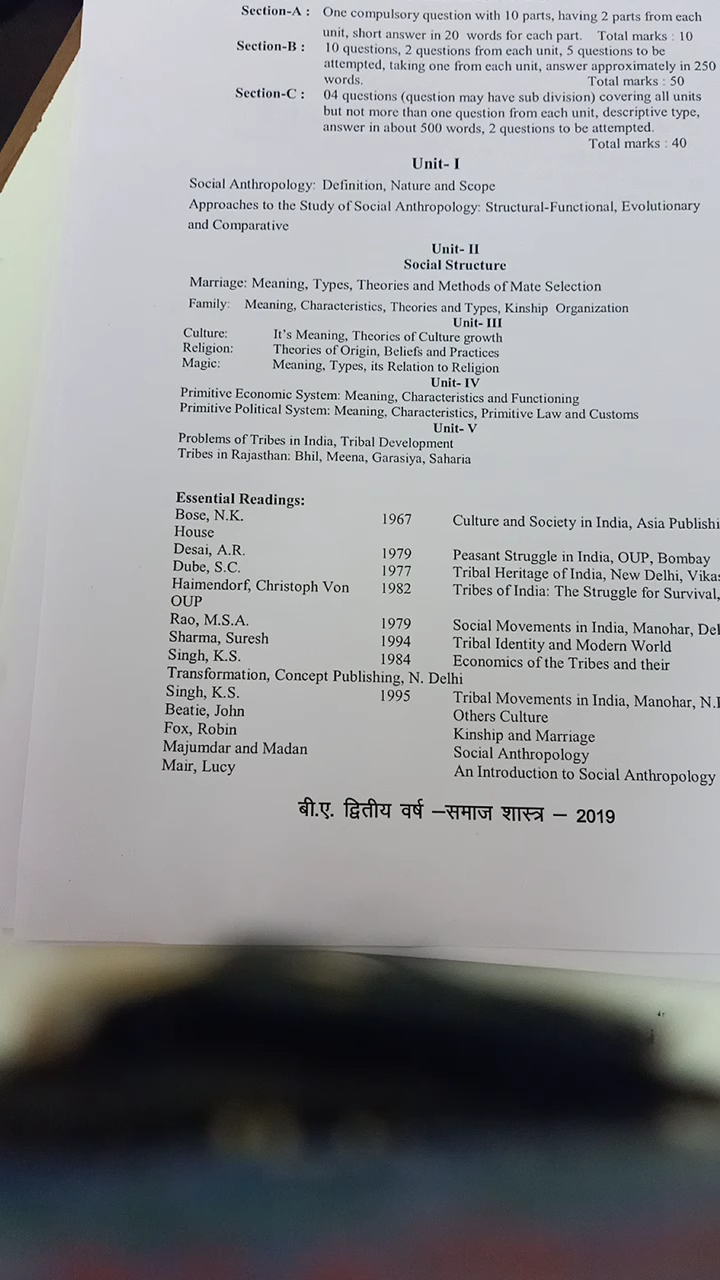 Section-A : One compulsory question with 10 parts, having 2 parts from each
unit, short answer in 20 words for each part. Total marks : 10
Section-B : 10 questions, 2 questions from each unit, 5 questions to be
attempted, taking one from each unit, answer approximately in 250
words. Total marks : 50
Section-C : 04 questions (question may have sub division) covering all units
but not more than one question from each unit, descriptive type,
answer in about 500 words, 2 questions to be attempted.
Total marks : 40
Unit- I
Social Anthropology: Definition, Nature and Scope
Approaches to the Study of Social Anthropology: Structural-Functional, Evolutionary
and Comparative
Unit- II
Social Structure
Marriage: Meaning, Types, Theories and Methods of Mate Selection
Family: Meaning, Characteristics, Theories and Types, Kinship Organization
Unit- III
Culture: It's Meaning, Theories of Culture growth
Religion: Theories of Origin, Beliefs and Practices
Magic: Meaning, Types, its Relation to Religion
Unit- IV
Primitive Economic System: Meaning, Characteristics and Functioning
Primitive Political System: Meaning, Characteristics, Primitive Law and Customs
Unit- V
Problems of Tribes in India, Tribal Development
Tribes in Rajasthan: Bhil, Meena, Garasiya, Saharia
Essential Readings:
Bose, N.K. 1967 Culture and Society in India, Asia Publishi
House
Desai, A.R. 1979 Peasant Struggle in India, OUP, Bombay
Dube, S.C. 1977 Tribal Heritage of India, New Delhi, Vikas
Haimendorf, Christoph Von 1982 Tribes of India: The Struggle for Survival,
OUP
Rao, M.S.A. 1979 Social Movements in India, Manohar, Del
Sharma, Suresh 1994 Tribal Identity and Modern World
Singh, K.S. 1984 Economics of the Tribes and their
Transformation, Concept Publishing, N. Delhi
Singh, K.S. 1995 Tribal Movements in India, Manohar, N.
Beatie, John Others Culture
Fox, Robin Kinship and Marriage
Majumdar and Madan Social Anthropology
Mair, Lucy An Introduction to Social Anthropology
बी.ए. द्वितीय वर्ष –समाज शास्त्र – 2019